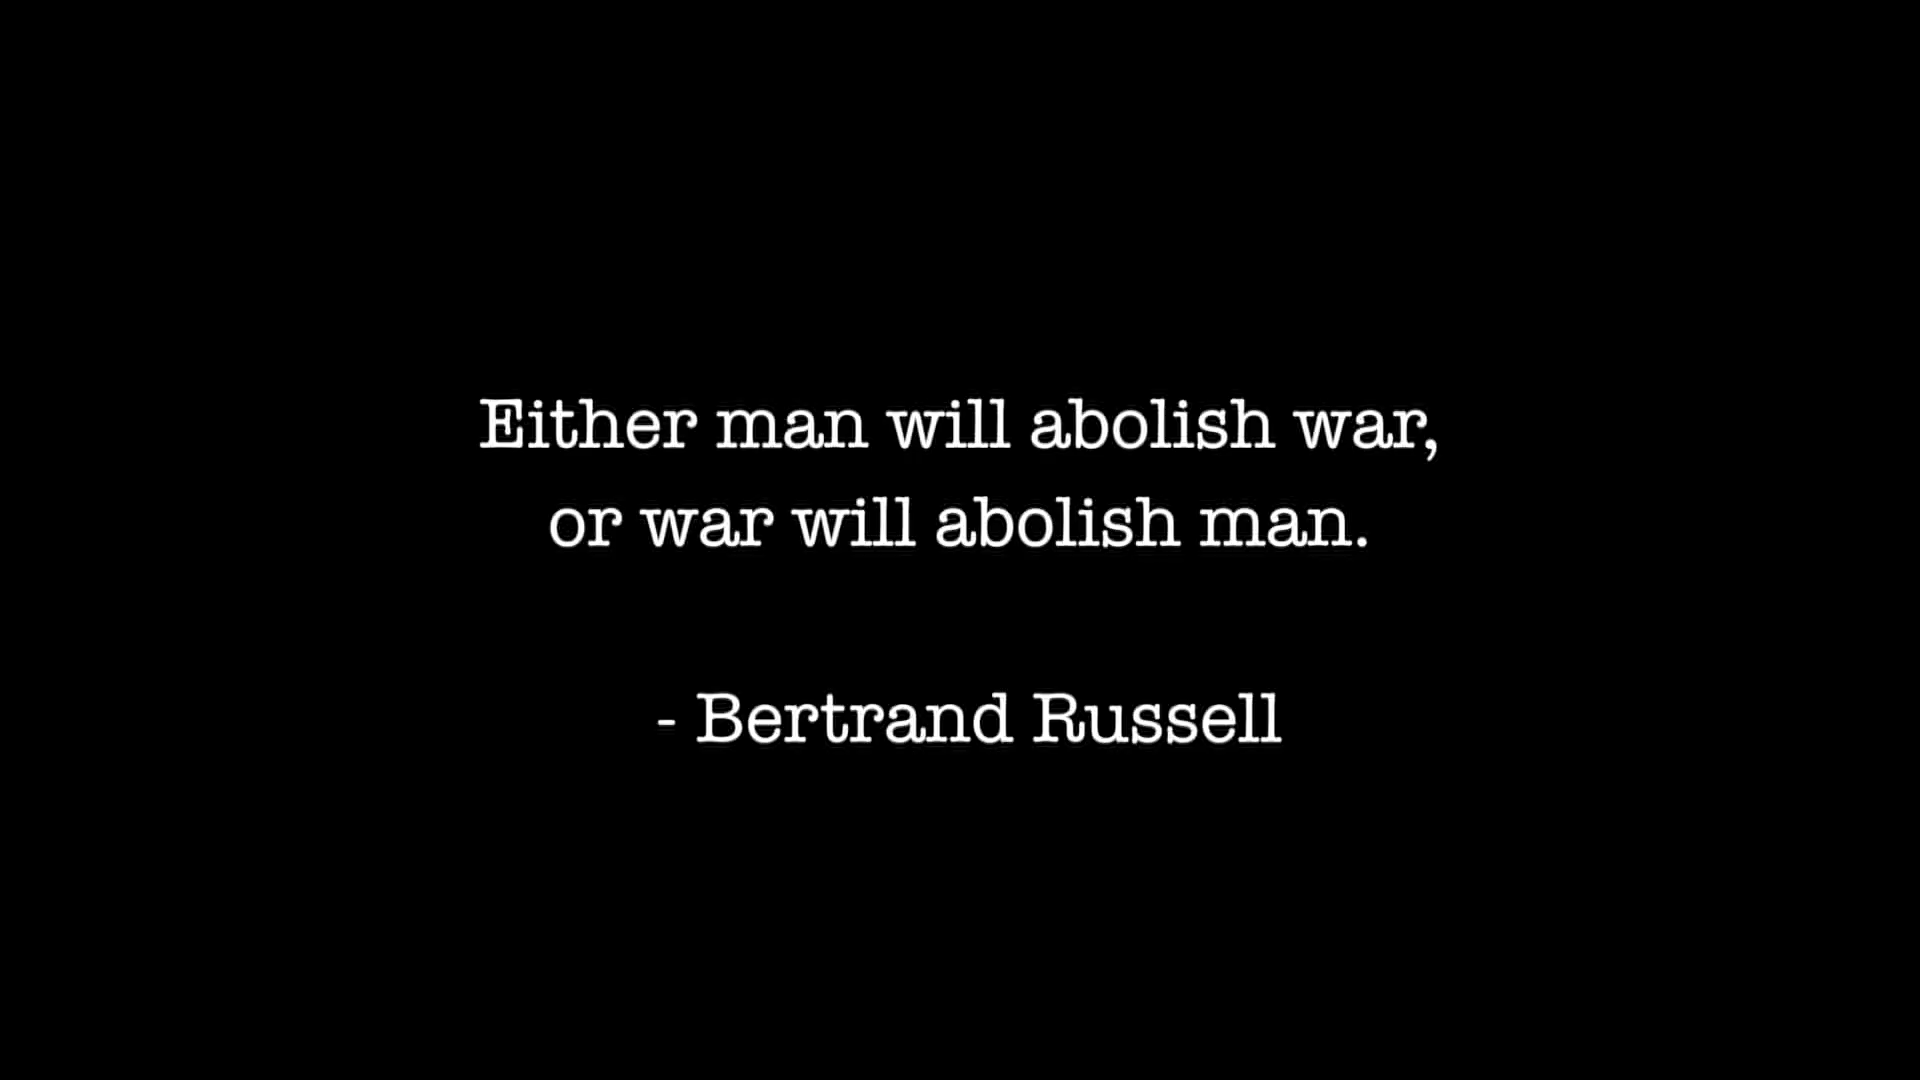 Either man will abolish war,
or war will abolish man.
- Bertrand Russell